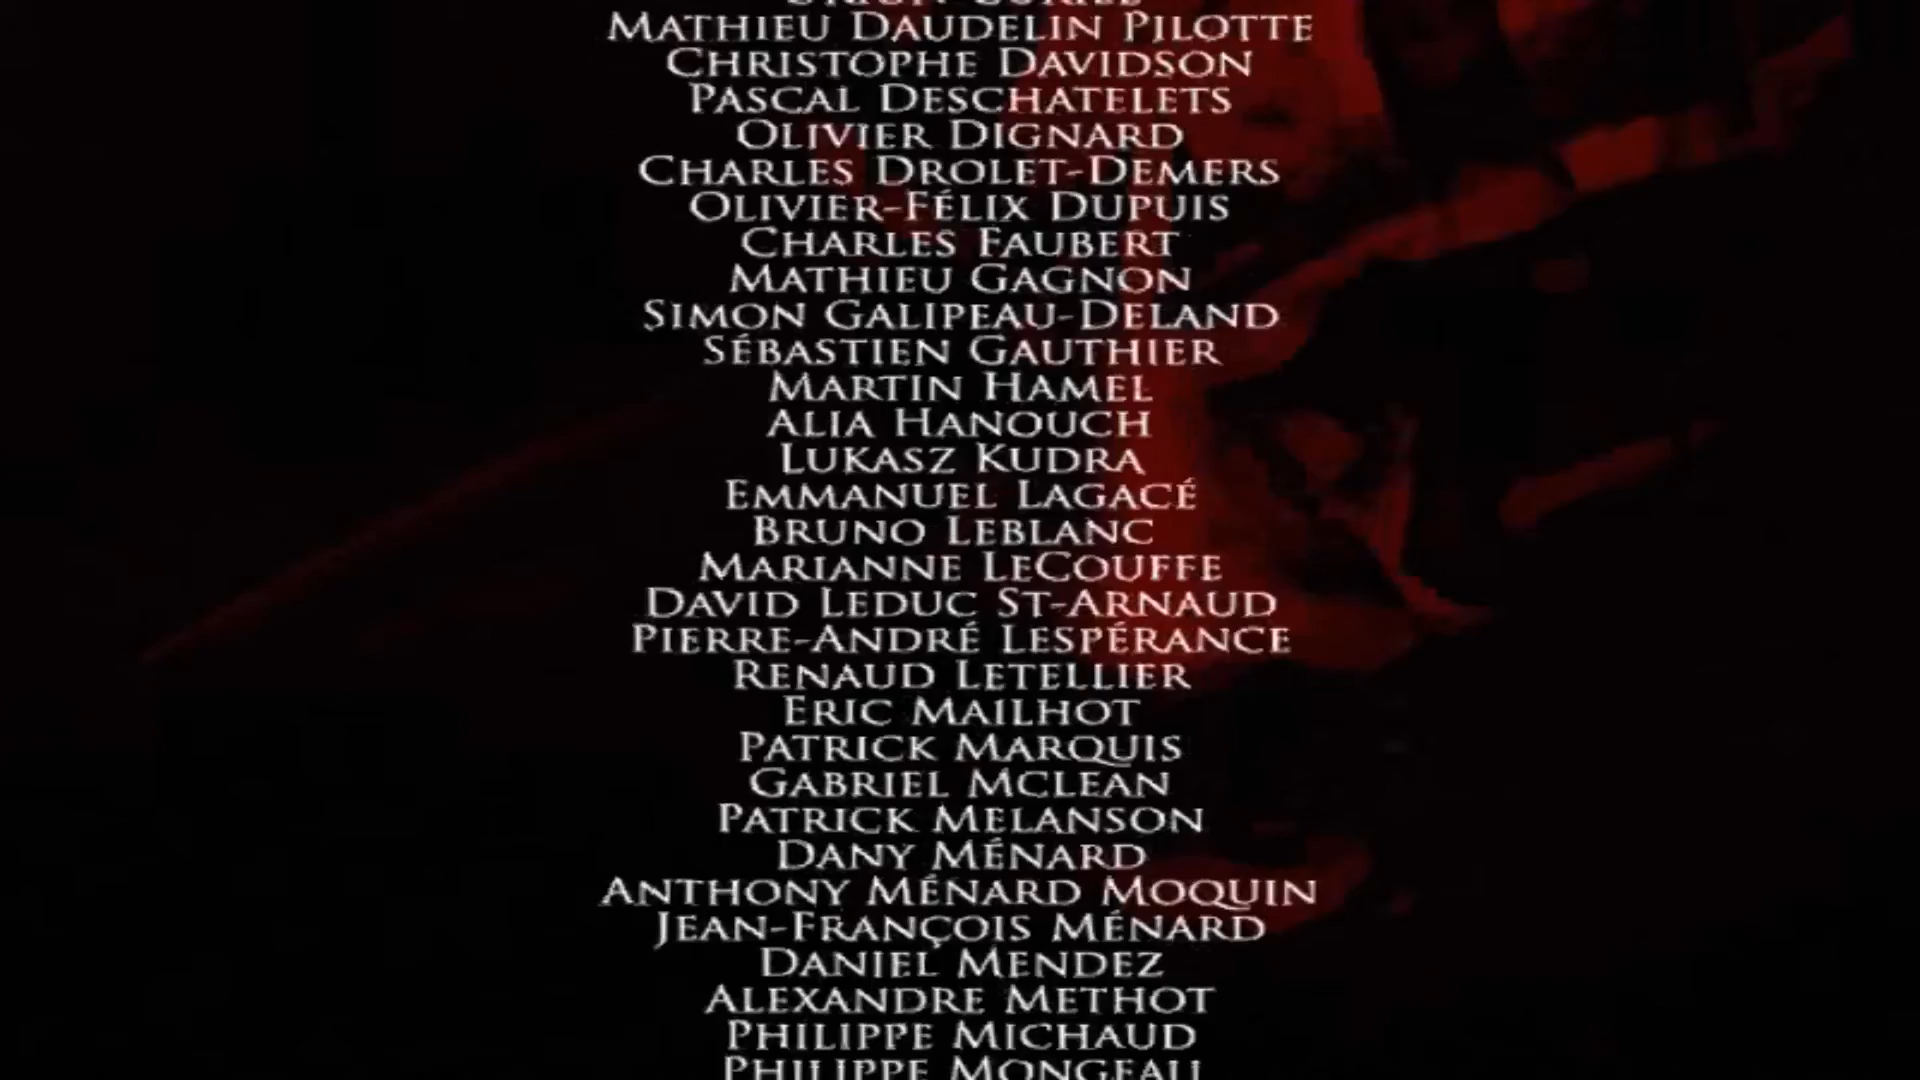 MATHIEU DAUDELIN PILOTTE
CHRISTOPHE DAVIDSON
PASCAL DESCHATELETS
OLIVIER DIGNARD
CHARLES DROLET-DEMERS
OLIVIER-FÉLIX DUPUIS
CHARLES FAUBERT
MATHIEU GAGNON
SIMON GALIPEAU-DELAND
SÉBASTIEN GAUTHIER
MARTIN HAMEL
ALIA HANOUCH
LUKASZ KUDRA
EMMANUEL LAGACÉ
BRUNO LEBLANC
MARIANNE LECOUFFE
DAVID LEDUC ST-ARNAUD
PIERRE-ANDRÉ LESPÉRANCE
RENAUD LETELLIER
ERIC MAILHOT
PATRICK MARQUIS
GABRIEL MCLEAN
PATRICK MELANSON
DANY MÉNARD
ANTHONY MÉNARD MOQUIN
JEAN-FRANÇOIS MÉNARD
DANIEL MENDEZ
ALEXANDRE METHOT
PHILIPPE MICHAUD
PHILIPPE MONGEAU